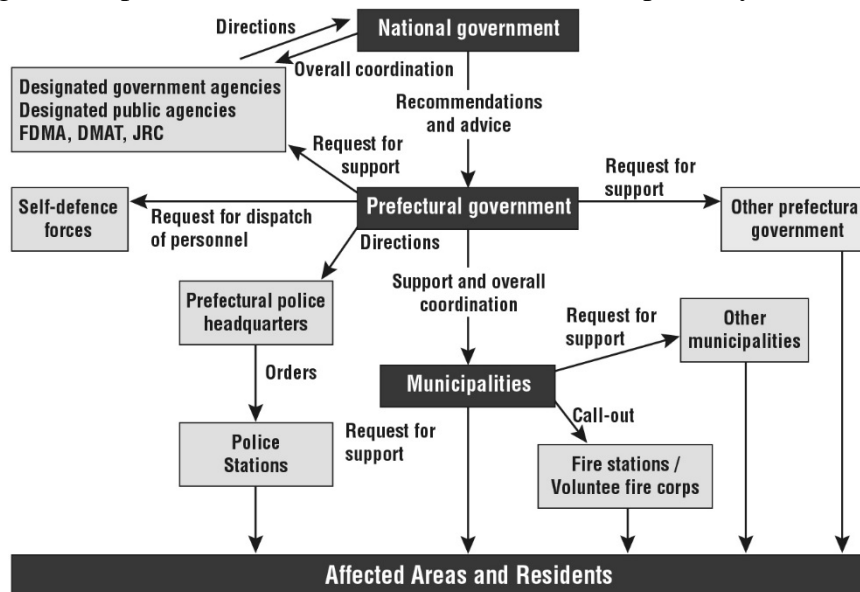 National government
Directions
Overall coordination
Designated government agencies
Designated public agencies
FDMA, DMAT, JRC
Recommendations
and advice
Request for
support
Request for
support
Self-defence
forces
Request for dispatch
of personnel
Prefectural government
Other prefectura
government
Directions
Prefectural police
headquarters
Support and overall
coordination
Request for
support
Other
municipalities
Orders
Municipalities
Call-out
Police
Stations
Request for
support
Fire stations /
Voluntee fire corps
Affected Areas and Residents